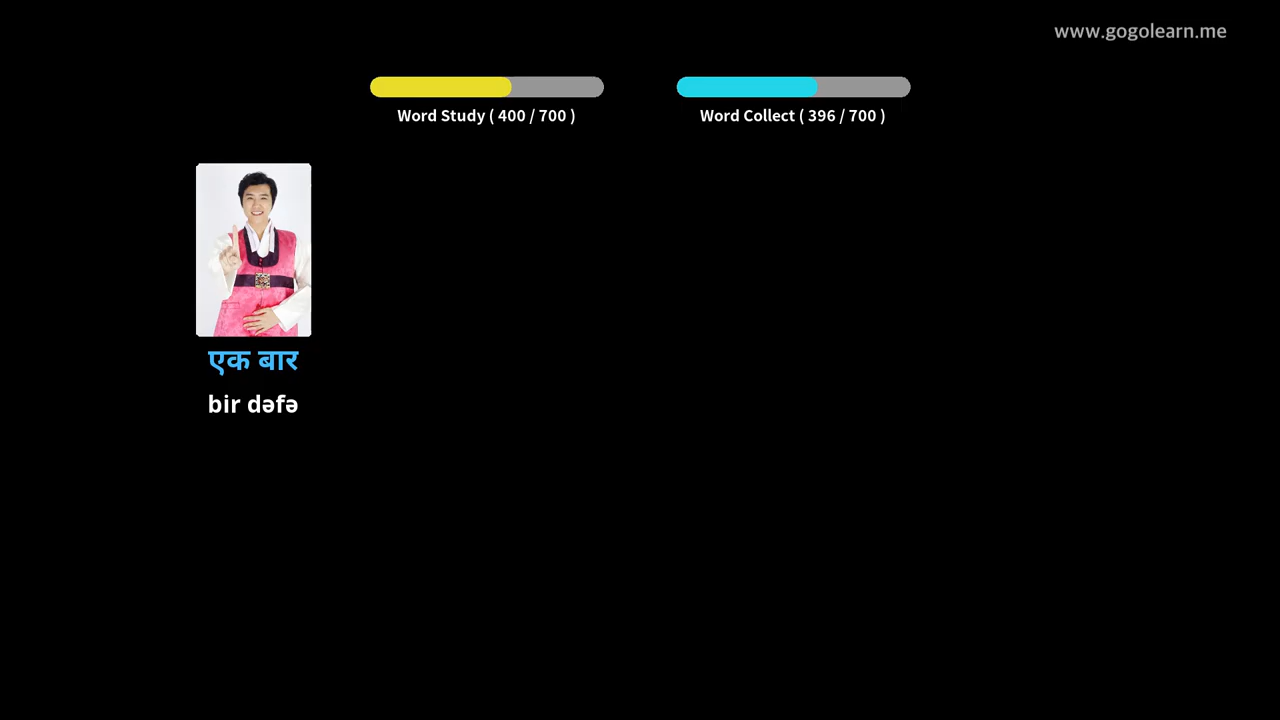 www.gogolearn.me
Word Study ( 400 / 700 )
Word Collect ( 396 / 700 )
एक बार
bir dəfə